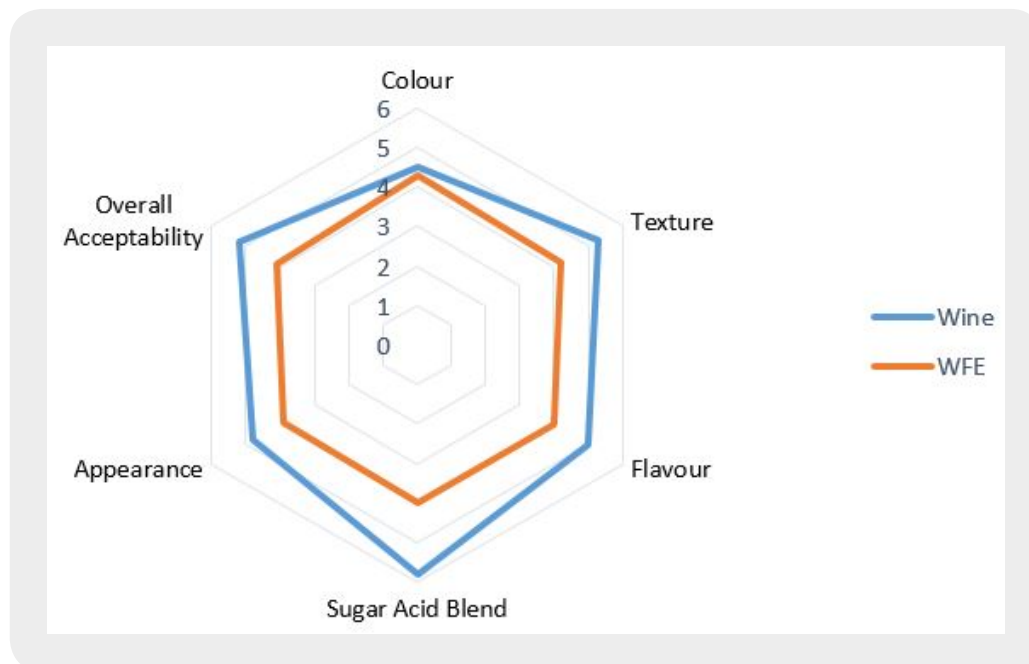 Colour
6
5
4
3
2
1
0
Overall
Acceptability
Texture
Wine
WFE
Appearance
Flavour
Sugar Acid Blend